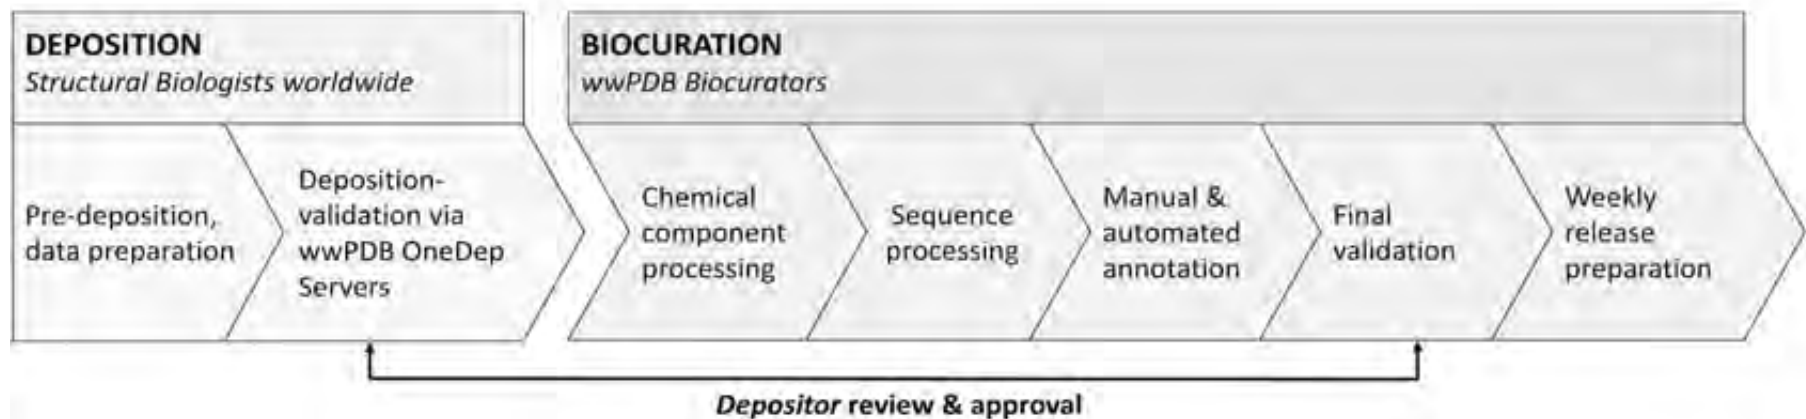 DEPOSITION
Structural Biologists worldwide
BIOCURATION
wwPDB Biocurators
Pre-deposition,
data preparation
Deposition-
validation via
wwPDB OneDep
Servers
Chemical
component
processing
Sequence
processing
Manual &
automated
annotation
Final
validation
Weekly
release
preparation
Depositor review & approval